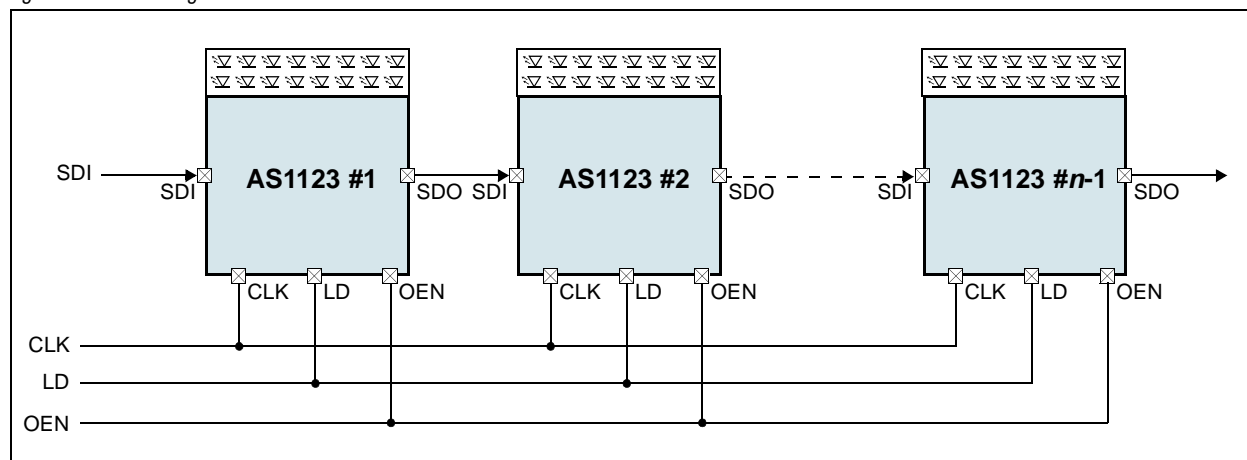 AS1123 #1
AS1123 #2
AS1123 #n-1
SDI
SDI
SDO
SDI
SDO
SDI
SDO
CLK
LD
OEN
CLK
LD
OEN
CLK
LD
OEN
CLK
LD
OEN